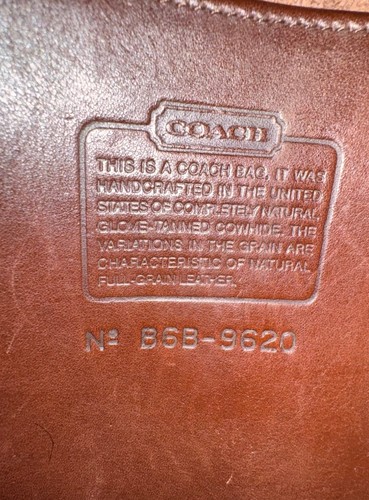 COACH
THIS IS A COACH BAG. IT WAS
HANDCRAFTED IN THE UNITED
STATES OF COMPLETELY NATURAL
GLOVE-TANNED COWHIDE. THE
VARIATIONS IN THE GRAIN ARE
CHARACTERISTIC OF NATURAL
FULL-GRAIN LEATHER.
Nº B6B-9620